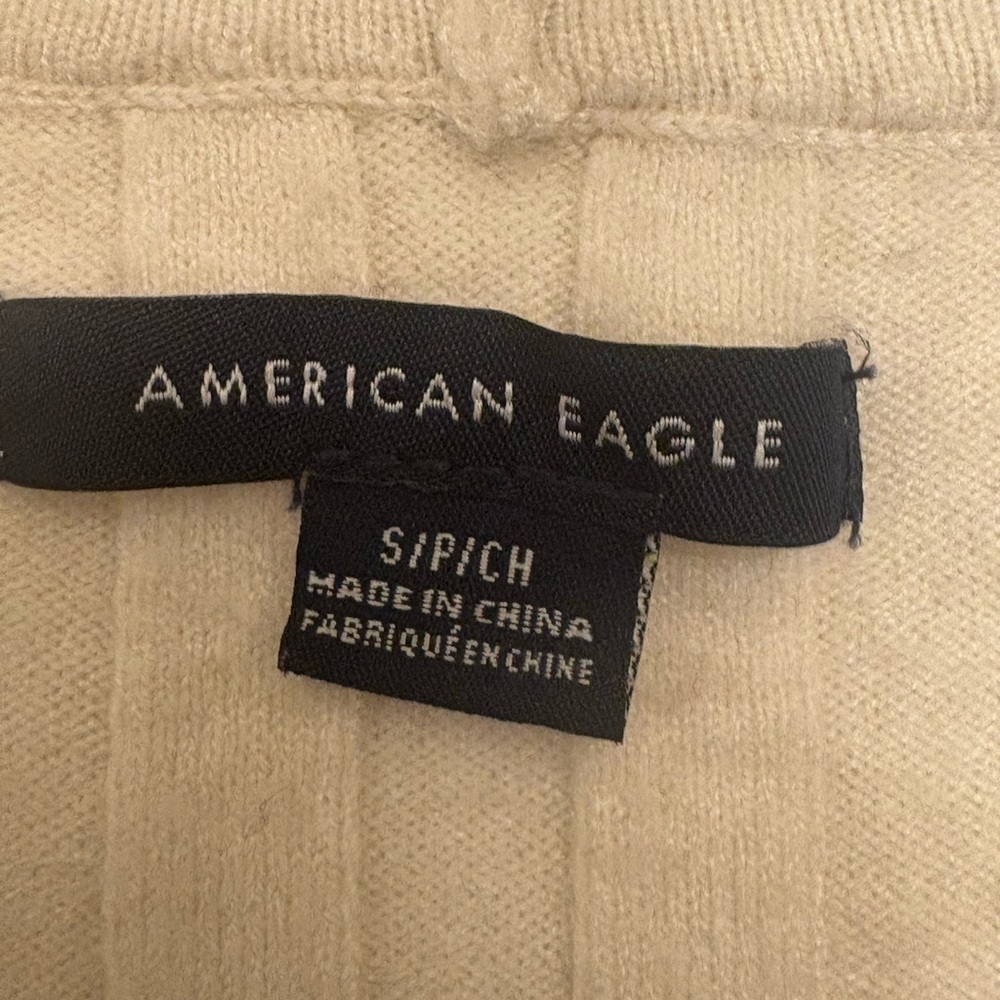 AMERICAN EAGLE
S/P/CH
MADE IN CHINA
FABRIQUÉ EN CHINE